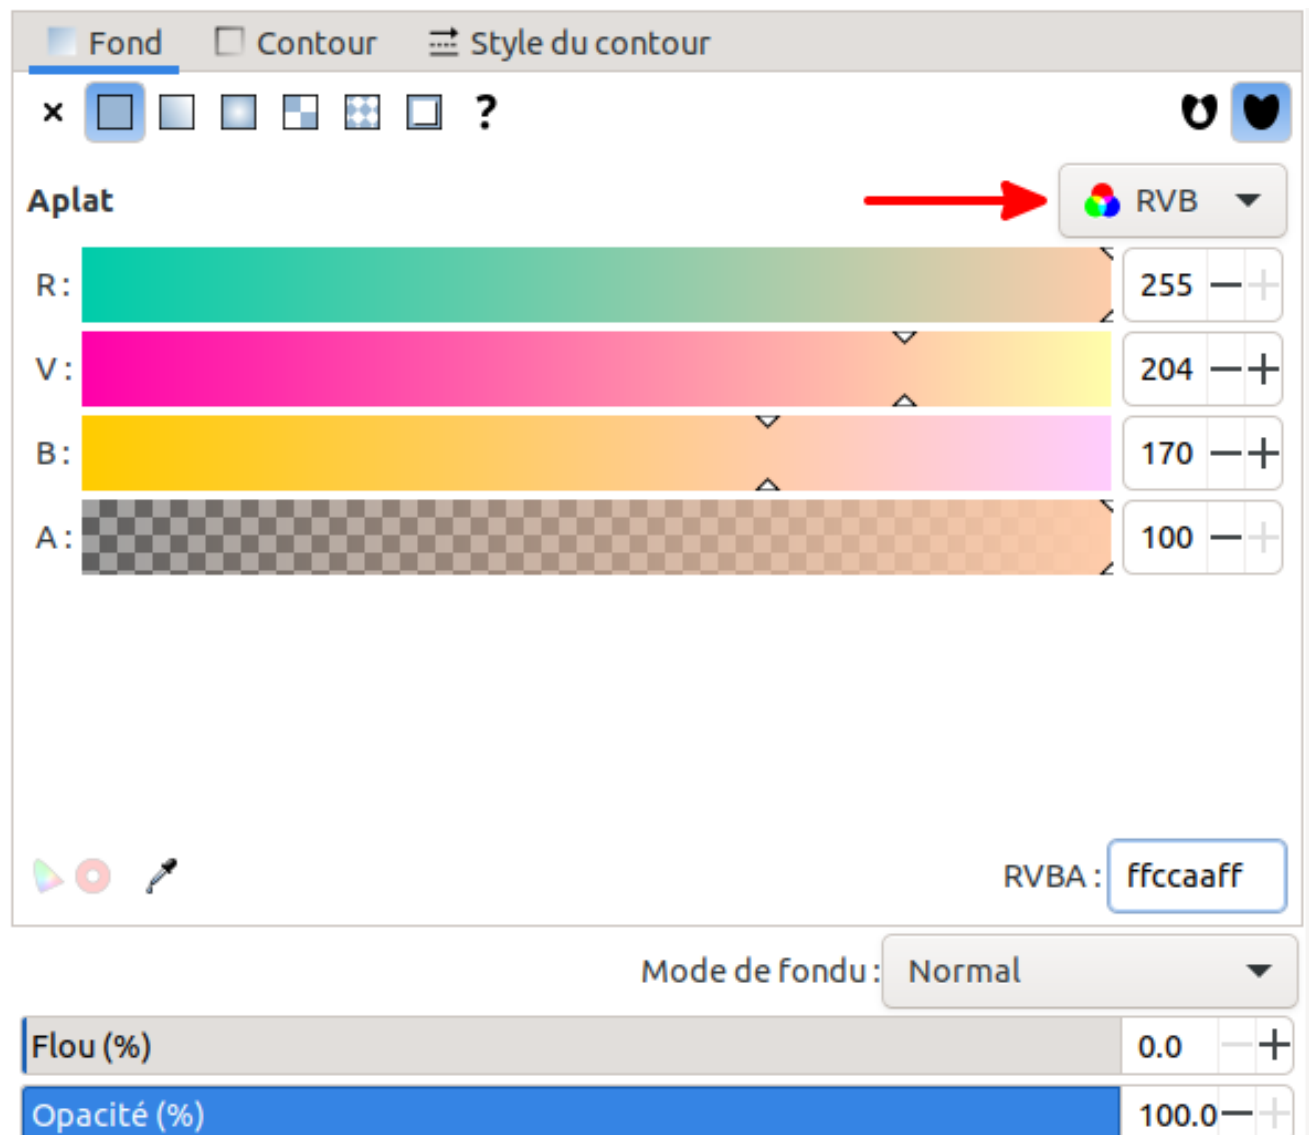 Fond Contour Style du contour
?
Aplat RVB
R : 255
V : 204
B : 170
A : 100
RVBA : ffccaaff
Mode de fondu : Normal
Flou (%) 0.0
Opacité (%) 100.0